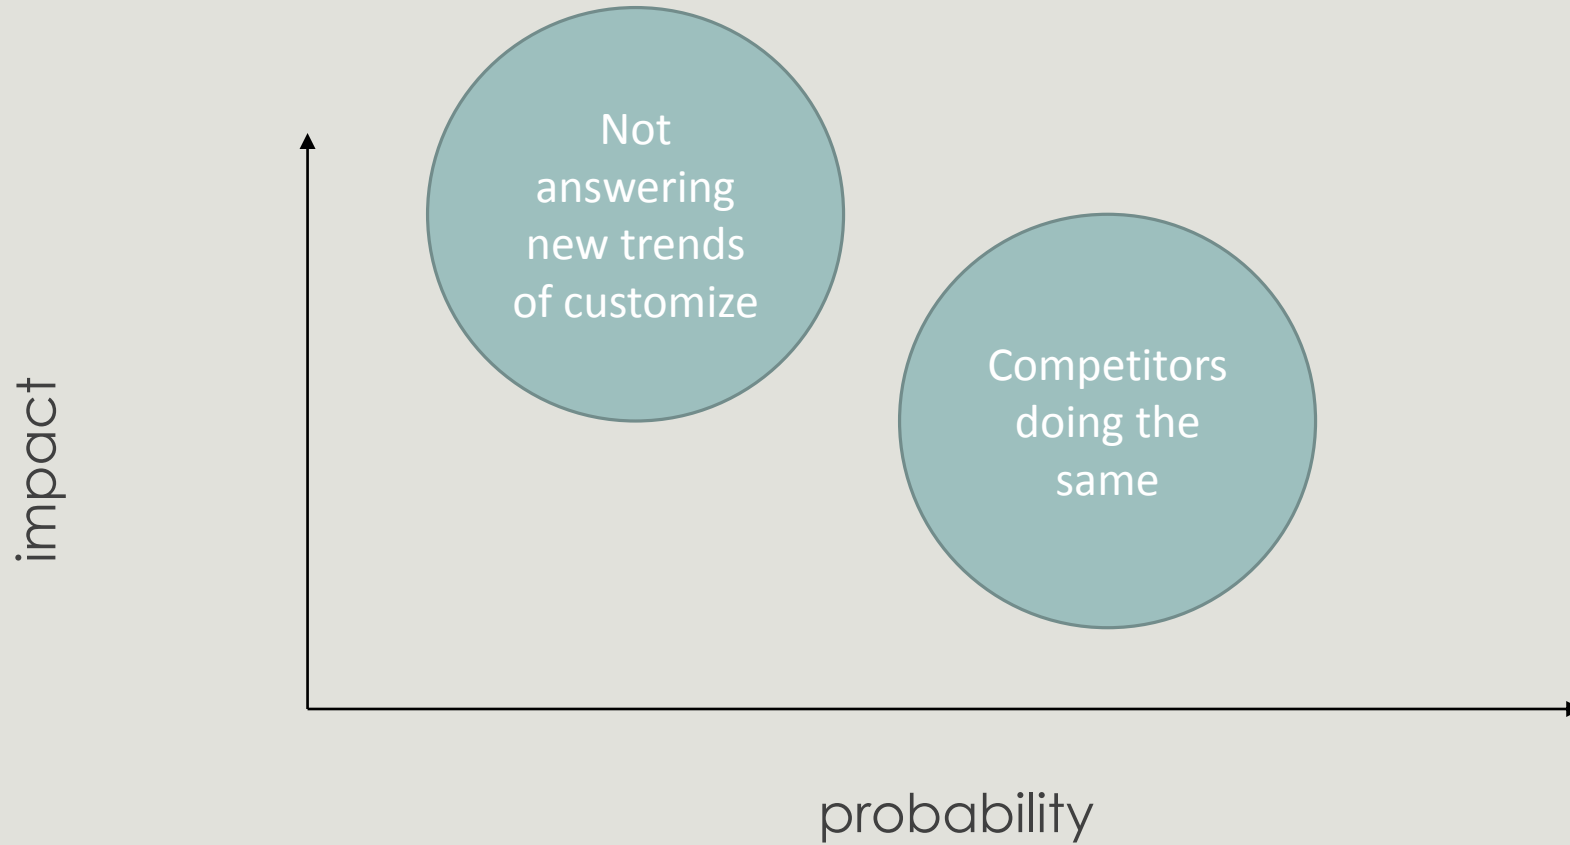 Not
answering
new trends
of customize
Competitors
doing the
same
impact
probability